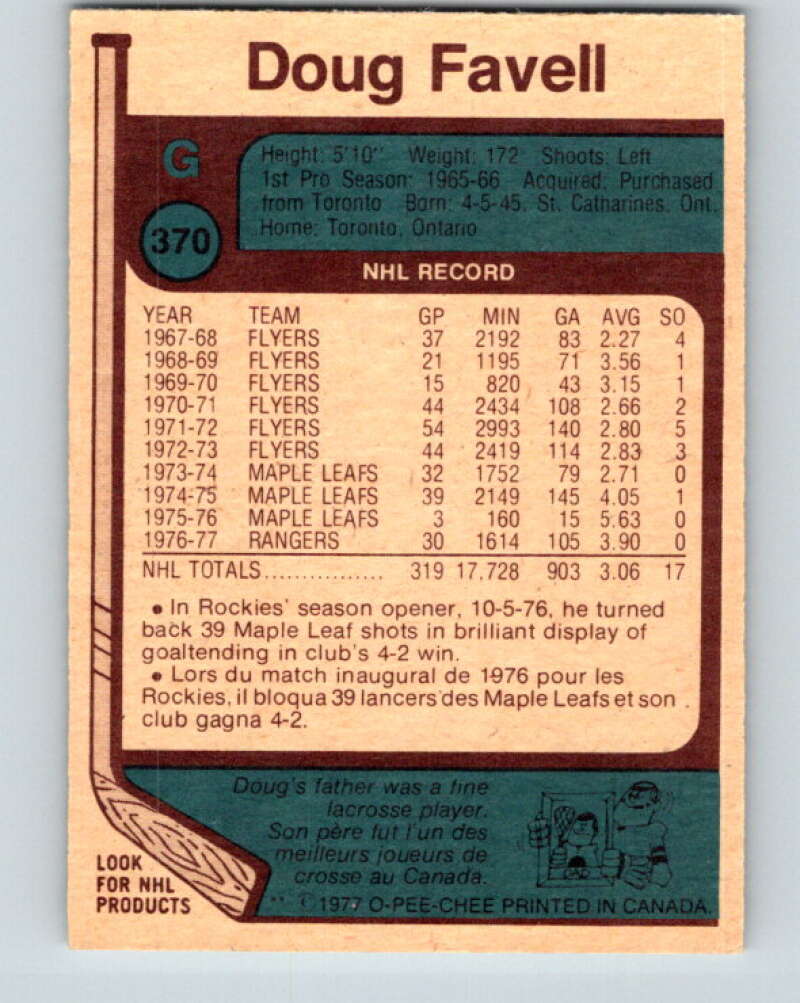 Doug Favell
G
370
Height: 5'10" Weight: 172 Shoots: Left
1st Pro Season: 1965-66 Acquired: Purchased
from Toronto Born: 4-5-45, St. Catharines, Ont.
Home: Toronto, Ontario
NHL RECORD
YEAR TEAM GP MIN GA AVG SO
1967-68 FLYERS 37 2192 83 2.27 4
1968-69 FLYERS 21 1195 71 3.56 1
1969-70 FLYERS 15 820 43 3.15 1
1970-71 FLYERS 44 2434 108 2.66 2
1971-72 FLYERS 54 2993 140 2.80 5
1972-73 FLYERS 44 2419 114 2.83 3
1973-74 MAPLE LEAFS 32 1752 79 2.71 0
1974-75 MAPLE LEAFS 39 2149 145 4.05 1
1975-76 MAPLE LEAFS 3 160 15 5.63 0
1976-77 RANGERS 30 1614 105 3.90 0
NHL TOTALS................ 319 17,728 903 3.06 17
• In Rockies' season opener, 10-5-76, he turned
back 39 Maple Leaf shots in brilliant display of
goaltending in club's 4-2 win.
• Lors du match inaugural de 1976 pour les
Rockies, il bloqua 39 lancers des Maple Leafs et son
club gagna 4-2.
Doug's father was a fine
lacrosse player.
Son père fut l'un des
meilleurs joueurs de
crosse au Canada.
LOOK
FOR NHL
PRODUCTS
** ©1977 O-PEE-CHEE PRINTED IN CANADA.